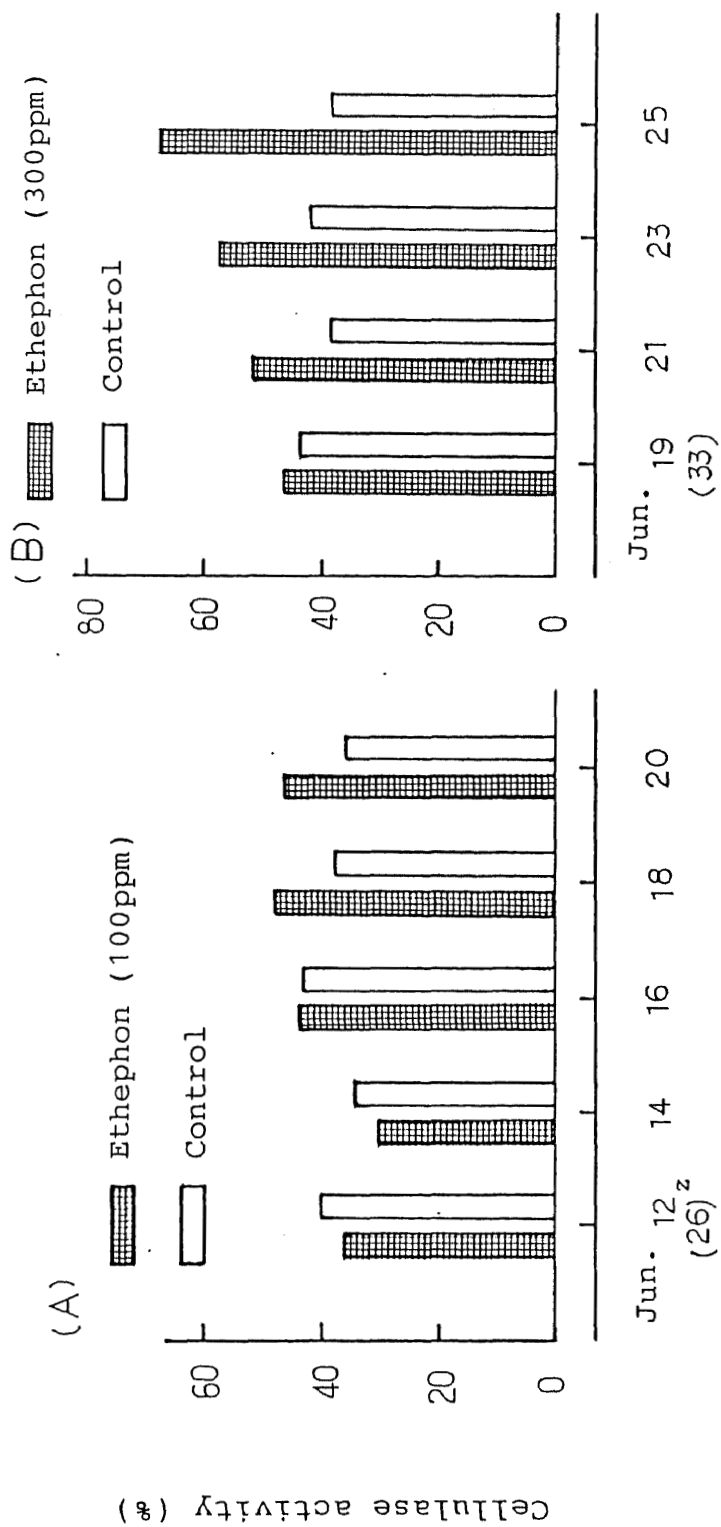 Cellulase activity (%)
(A)
Ethephon (100ppm)
Control
60
40
20
0
Jun. 12 z 14 16 18 20
(26)
(B)
Ethephon (300ppm)
Control
80
60
40
20
0
Jun. 19 21 23 25
(33)